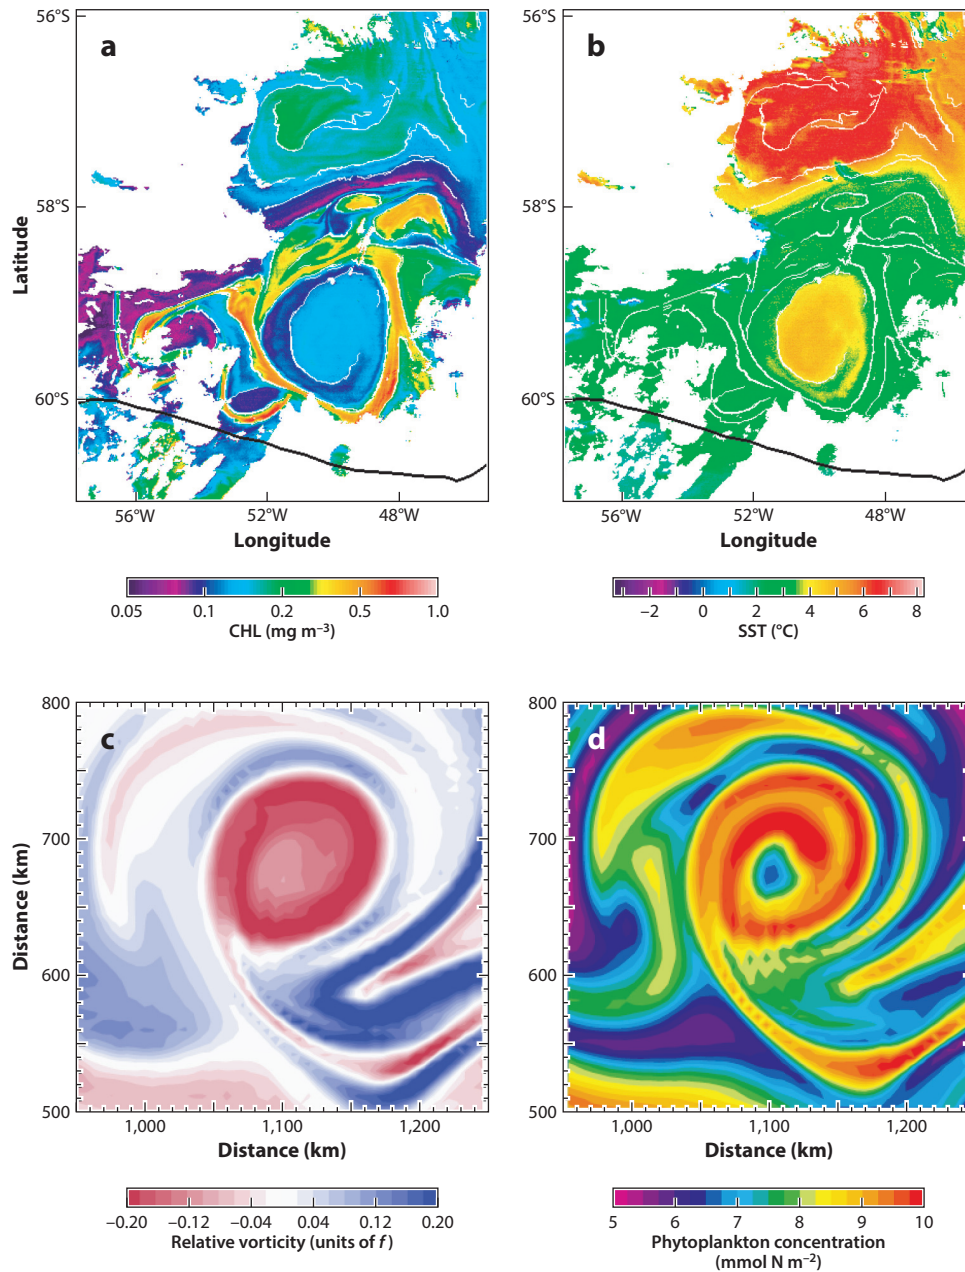 a
b
56°S
58°S
60°S
Latitude
56°W
52°W
48°W
Longitude
56°S
58°S
60°S
56°W
52°W
48°W
Longitude
0.05
0.1
0.2
0.5
1.0
CHL (mg m–3)
–2
0
2
4
6
8
SST (°C)
c
d
800
700
600
500
Distance (km)
1,000
1,100
1,200
Distance (km)
800
700
600
500
1,000
1,100
1,200
Distance (km)
–0.20
–0.12
–0.04
0.04
0.12
0.20
Relative vorticity (units of f)
5
6
7
8
9
10
Phytoplankton concentration
(mmol N m–2)